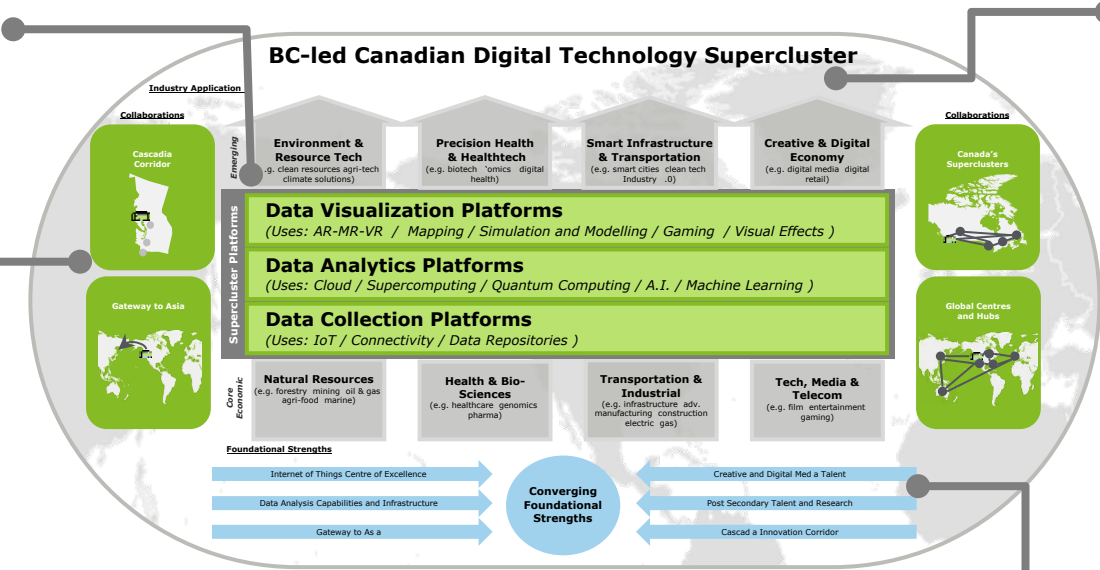 BC-led Canadian Digital Technology Supercluster
Industry Application
Collaborations
Collaborations
Cascadia
Corridor
Gateway to Asia
Emerging
Environment &
Resource Tech
.g. clean resources agri-tech
climate solutions)
Precision Health
& Healthtech
(e.g. biotech 'omics digital
health)
Smart Infrastructure
& Transportation
(e.g. smart cities clean tech
Industry .0)
Creative & Digital
Economy
(e.g. digital media digital
retail)
Canada's
Superclusters
Global Centres
and Hubs
Supercluster Platforms
Data Visualization Platforms
(Uses: AR-MR-VR / Mapping / Simulation and Modelling / Gaming / Visual Effects )
Data Analytics Platforms
(Uses: Cloud / Supercomputing / Quantum Computing / A.I. / Machine Learning )
Data Collection Platforms
(Uses: IoT / Connectivity / Data Repositories )
Core
Economic
Natural Resources
(e.g. forestry mining oil & gas
agri-food marine)
Health & Bio-
Sciences
(e.g. healthcare genomics
pharma)
Transportation &
Industrial
(e.g. infrastructure adv.
manufacturing construction
electric gas)
Tech, Media &
Telecom
(e.g. film entertainment
gaming)
Foundational Strengths
Internet of Things Centre of Excellence
Data Analysis Capabilities and Infrastructure
Gateway to As a
Converging
Foundational
Strengths
Creative and Digital Med a Talent
Post Secondary Talent and Research
Cascad a Innovation Corridor